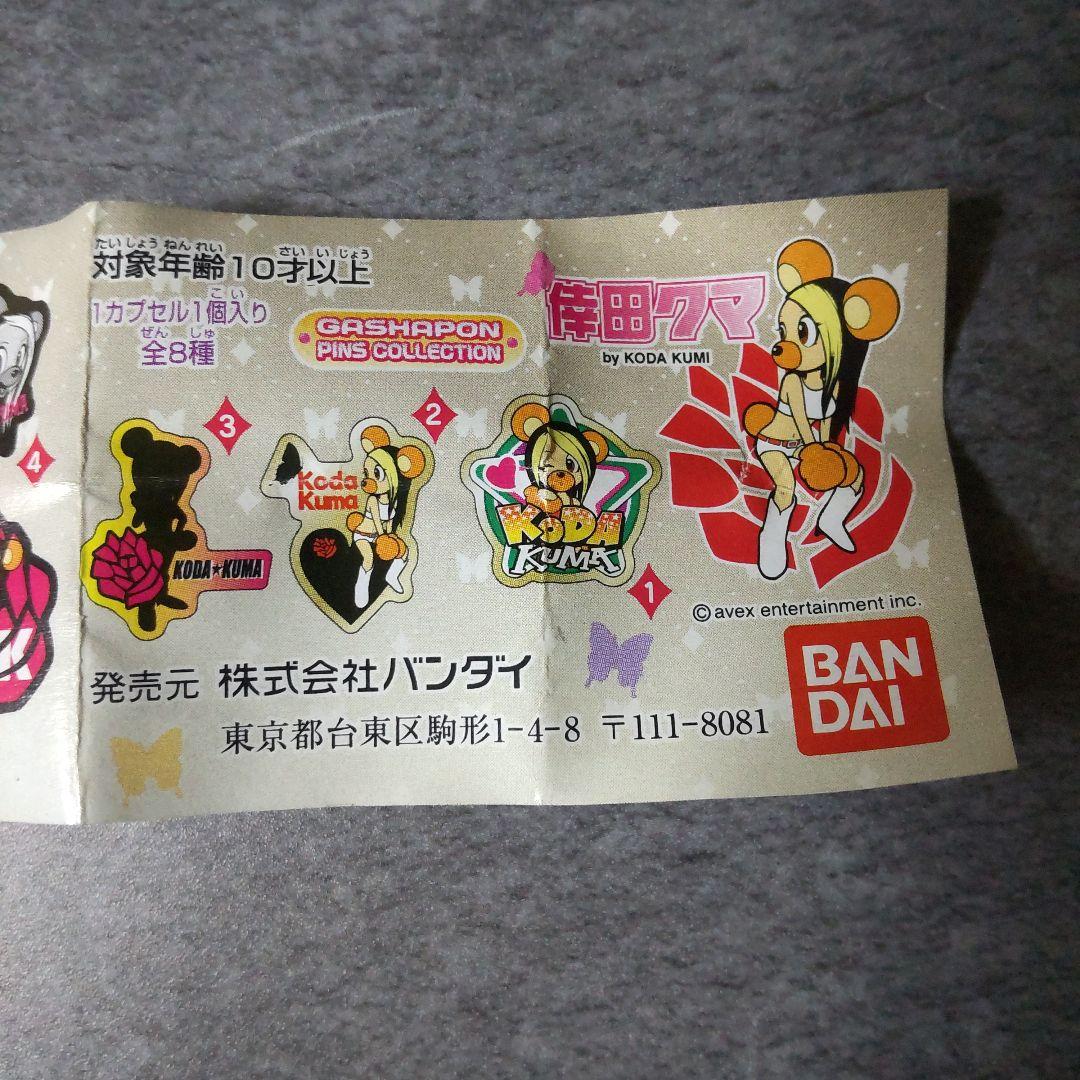 たいしょうねんれい さいいじょう
対象年齢10才以上
1カプセル1個入り
こい
ぜん しゅ
全8種
GASHAPON
PINS COLLECTION
倖田クマ
by KODA KUMI
4
3
KODA★KUMA
2
Koda
Kuma
KODA
KUMA
1
© avex entertainment inc.
発売元 株式会社バンダイ
東京都台東区駒形1-4-8 〒111-8081
BAN
DAI